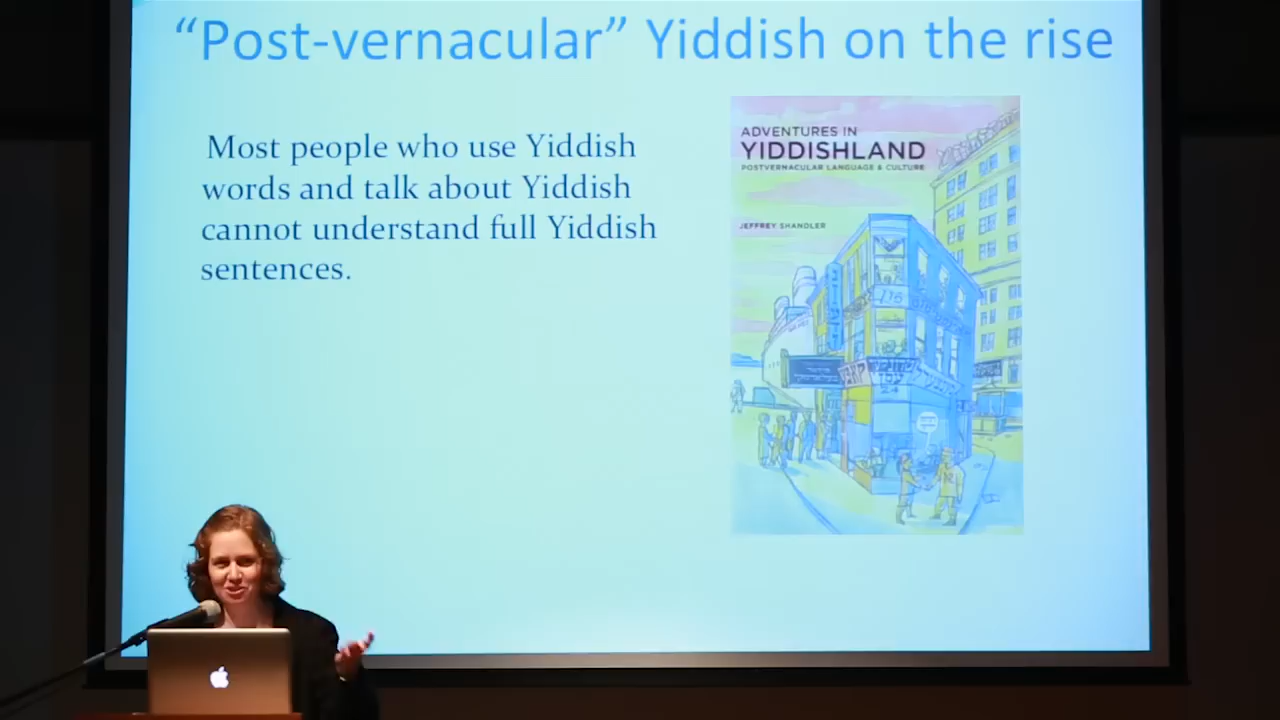 “Post-vernacular” Yiddish on the rise
Most people who use Yiddish
words and talk about Yiddish
cannot understand full Yiddish
sentences.
ADVENTURES IN
YIDDISHLAND
POSTVERNACULAR LANGUAGE & CULTURE
JEFFREY SHANDLER